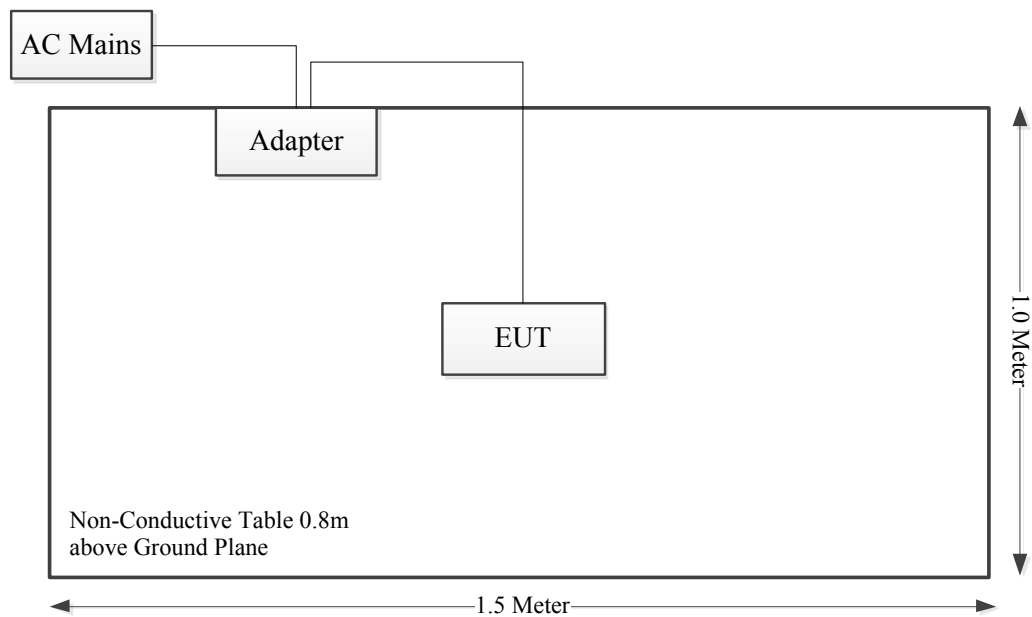 AC Mains
Adapter
EUT
1.0 Meter
Non-Conductive Table 0.8m
above Ground Plane
1.5 Meter